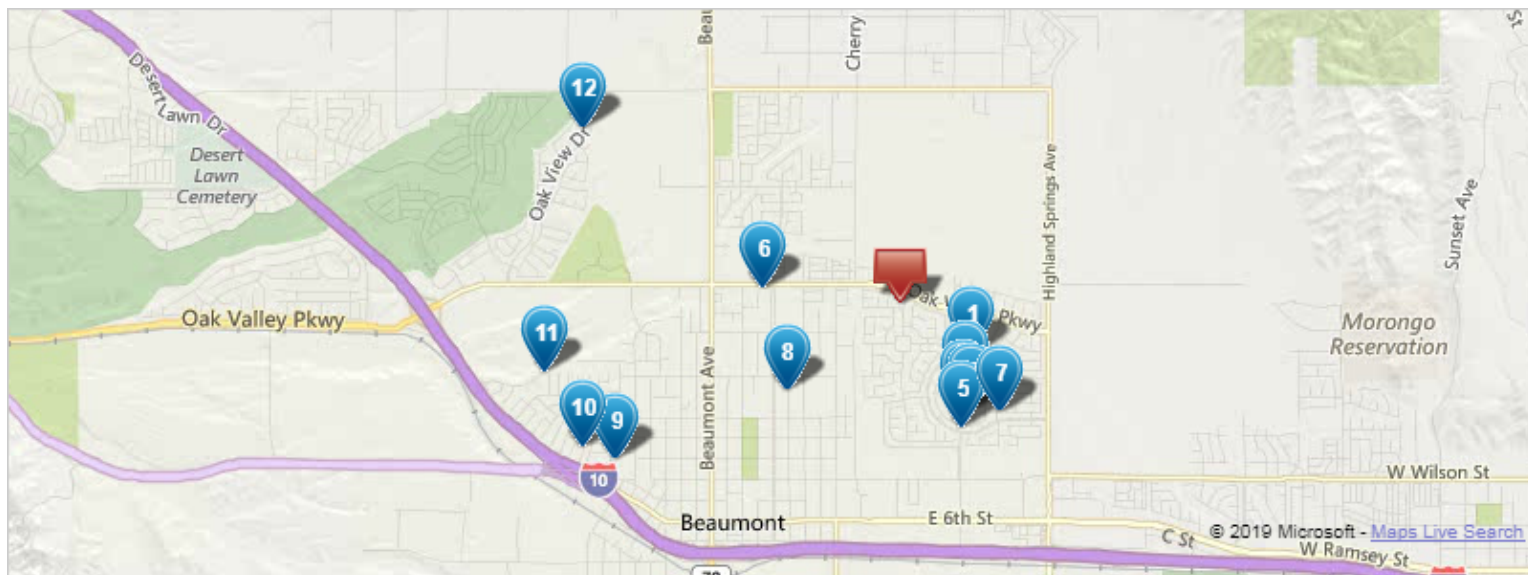 Beau
Cherry
St
Desert
Lawn Dr
12
Desert
Lawn
Cemetery
Oak View Dr
Highland Springs Ave
Sunset Ave
6
Oak Valley Pkwy
Oak V
Pkwy
1
11
Morongo
Reservation
8
7
5
Beaumont Ave
10
9
10
W Wilson St
Beaumont
E 6th St
C St
© 2019 Microsoft - Maps Live Search
W Ramsey St